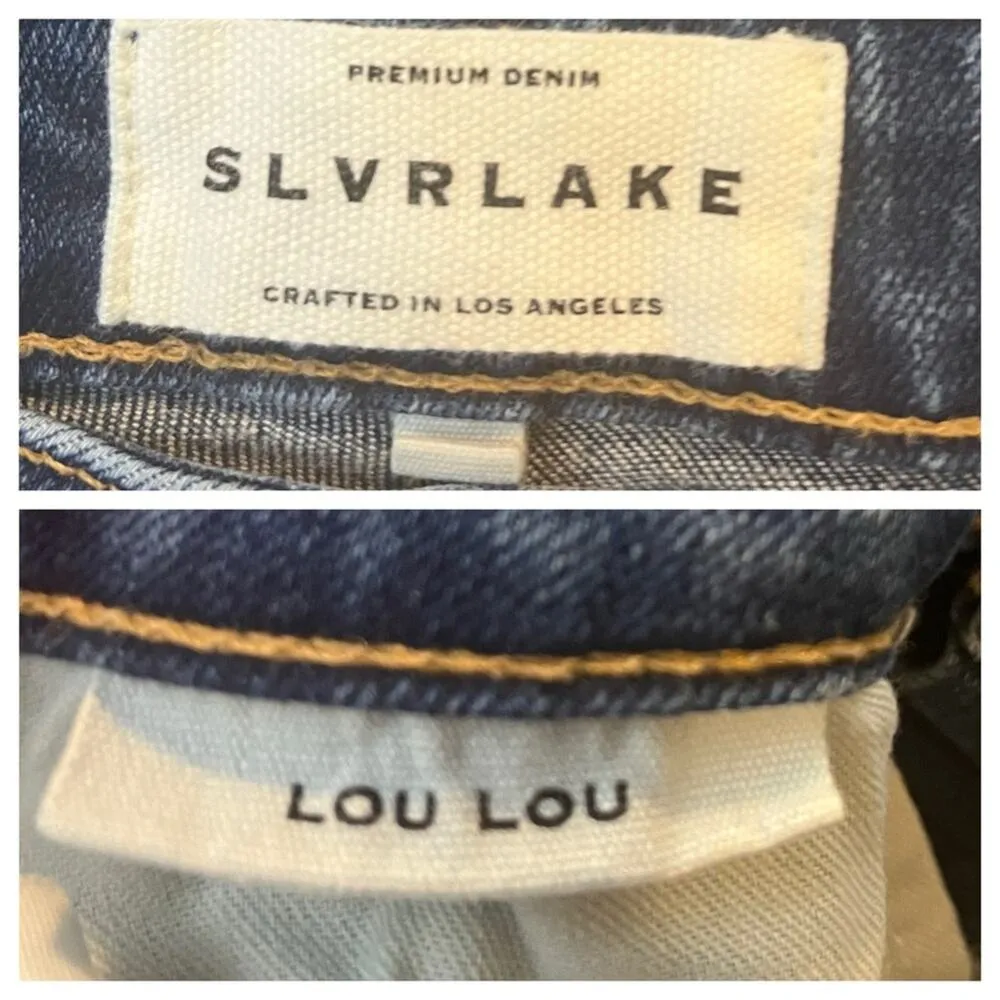 PREMIUM DENIM
SLVRLAKE
CRAFTED IN LOS ANGELES
LOU LOU